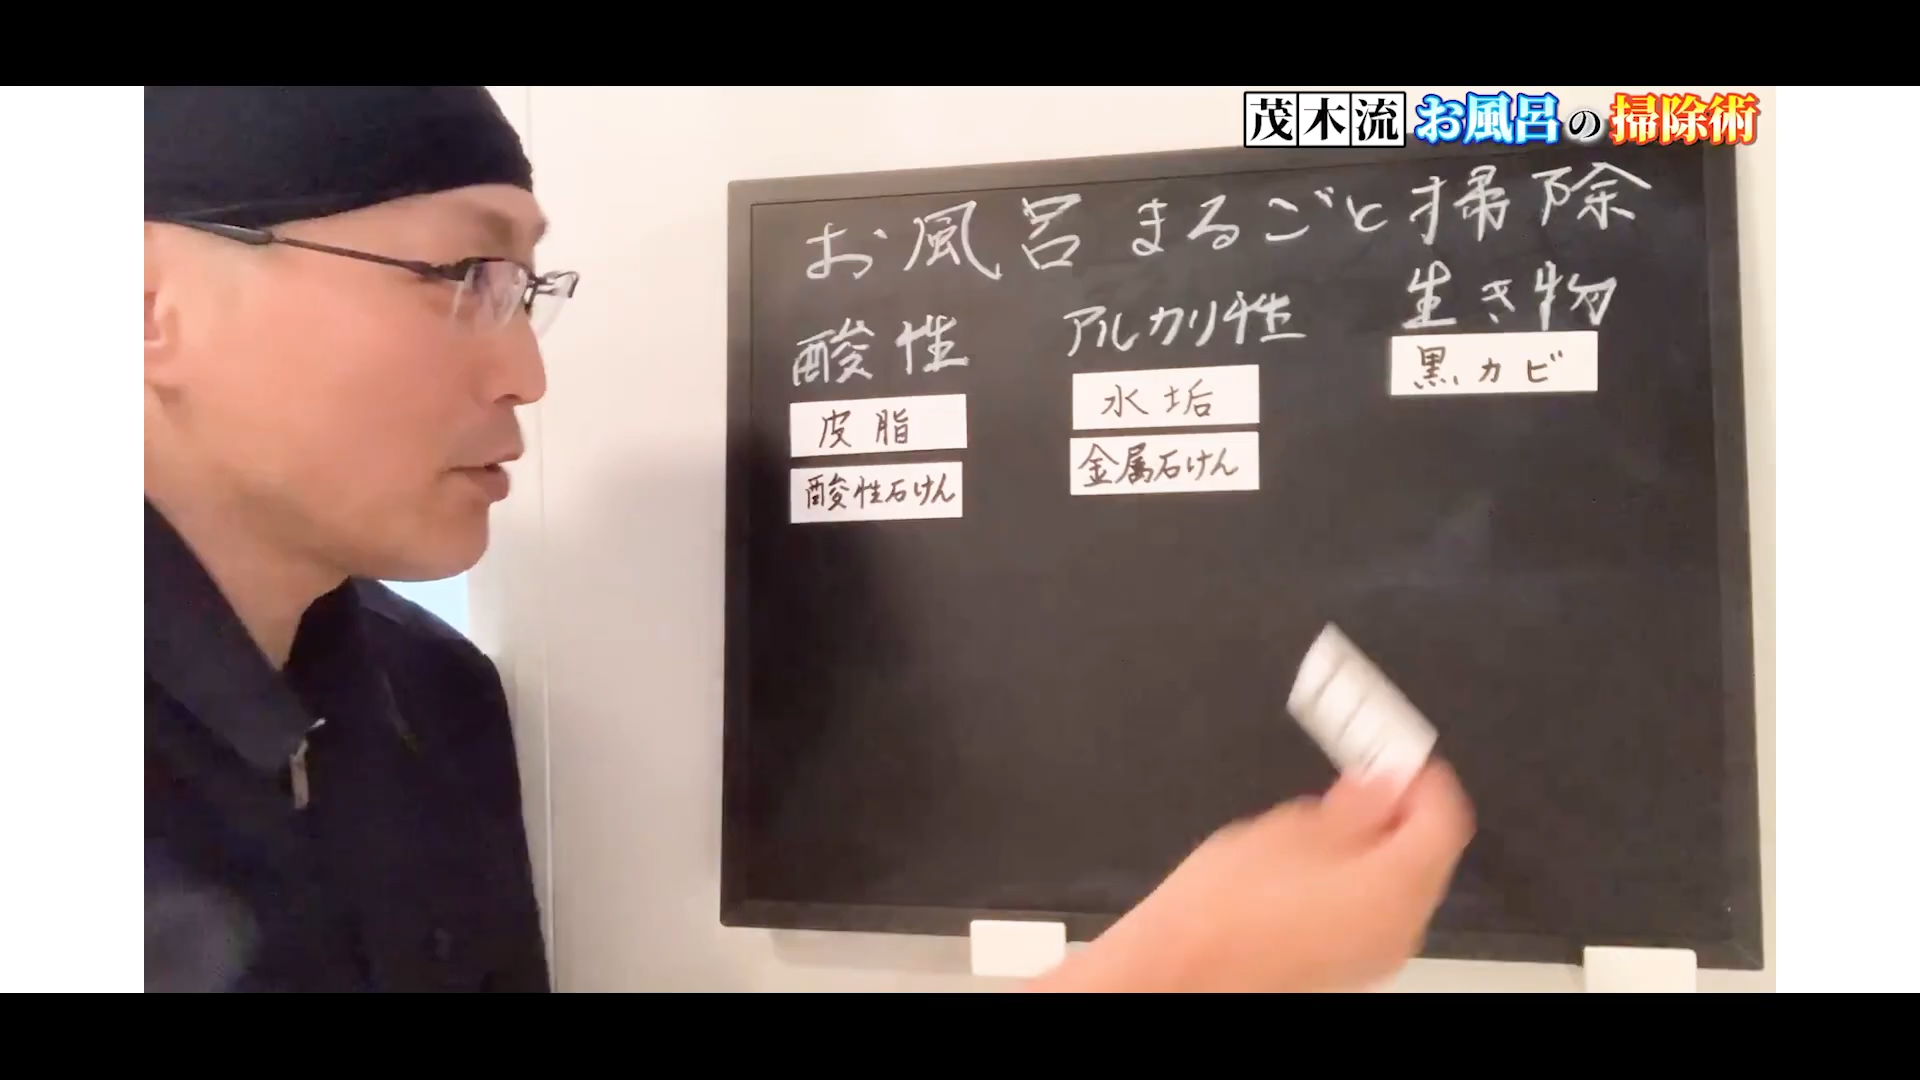 茂木流 お風呂の掃除術
お風呂まるごと掃除
酸性
アルカリ性
生き物
皮脂
水垢
黒カビ
酸性石けん
金属石けん